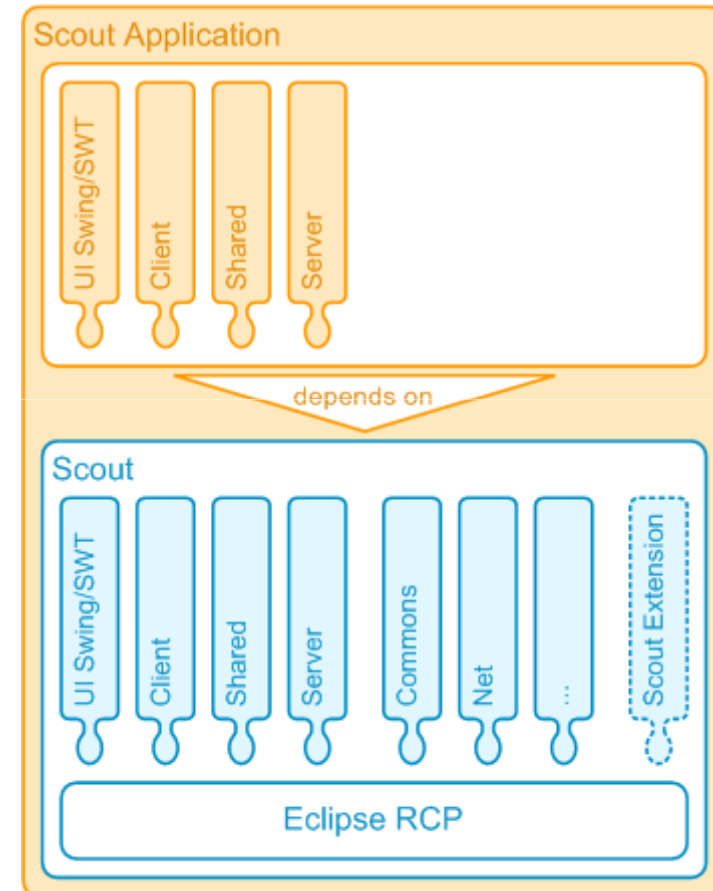 Scout Application
UI Swing/SWT
Client
Shared
Server
depends on
Scout
UI Swing/SWT
Client
Shared
Server
Commons
Net
...
Scout Extension
Eclipse RCP